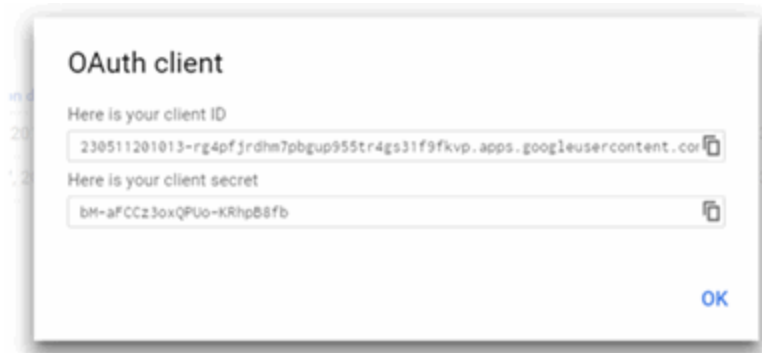 OAuth client
Here is your client ID
230511201013-rg4pfjrdhm7pbgup955tr4gs31f9fkvp.apps.googleusercontent.com
Here is your client secret
bM-aFCCz3oxQPUo-KRhpB8fb
OK